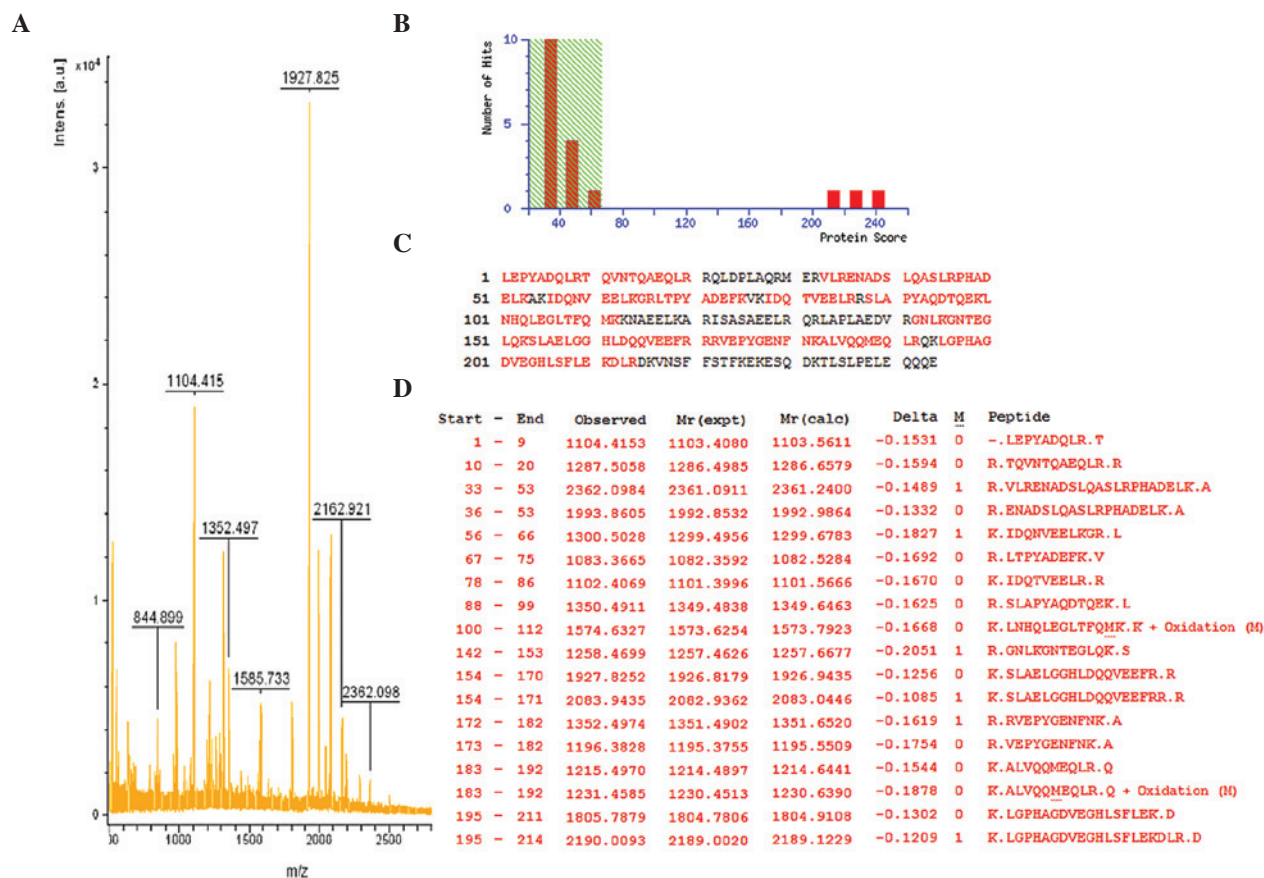 A
Intens. [a.u.]
x10⁴
3
2
1
0
1927.825
1104.415
1352.497
2162.921
844.899
1585.733
2362.098
00 1000 1500 2000 2500
m/z
B
Number of Hits
10
5
0
40 80 120 160 200 240
Protein Score
C
1 LEPYADQLRT QVNTQAEQLR RQLDPLAQRM ERVLRENADS LQASLRPHAD
51 ELKAKIDQNV EELKGRLTPY ADEFKVKIDQ TVEELRRSLA PYAQDTQEKL
101 NHQLEGLTFQ MKKNAEELKA RISASAEELR QRLAPLAEDV RGNLKGNTEG
151 LQKSLAELGG HLDQQVEEFR RRVEPYGENF NKALVQQMEQ LRQKLGPHAG
201 DVEGHLSFLE KDLRDKVNSF FSTFKEKESQ DKTLSLPELE QQQE
D
Start - End Observed Mr(expt) Mr(calc) Delta M Peptide
1 - 9 1104.4153 1103.4080 1103.5611 -0.1531 0 -.LEPYADQLR.T
10 - 20 1287.5058 1286.4985 1286.6579 -0.1594 0 R.TQVNTQAEQLR.R
33 - 53 2362.0984 2361.0911 2361.2400 -0.1489 1 R.VLRENADSLQASLRPHADELK.A
36 - 53 1993.8605 1992.8532 1992.9864 -0.1332 0 R.ENADSLQASLRPHADELK.A
56 - 66 1300.5028 1299.4956 1299.6783 -0.1827 1 K.IDQNVEELKGR.L
67 - 75 1083.3665 1082.3592 1082.5284 -0.1692 0 R.LTPYADEFK.V
78 - 86 1102.4069 1101.3996 1101.5666 -0.1670 0 K.IDQTVEELR.R
88 - 99 1350.4911 1349.4838 1349.6463 -0.1625 0 R.SLAPYAQDTQEK.L
100 - 112 1574.6327 1573.6254 1573.7923 -0.1668 0 K.LNHQLEGLTFQMK.K + Oxidation (M)
142 - 153 1258.4699 1257.4626 1257.6677 -0.2051 1 R.GNLKGNTEGLQK.S
154 - 170 1927.8252 1926.8179 1926.9435 -0.1256 0 K.SLAELGGHLDQQVEEFR.R
154 - 171 2083.9435 2082.9362 2083.0446 -0.1085 1 K.SLAELGGHLDQQVEEFRR.R
172 - 182 1352.4974 1351.4902 1351.6520 -0.1619 1 R.RVEPYGENFNK.A
173 - 182 1196.3828 1195.3755 1195.5509 -0.1754 0 R.VEPYGENFNK.A
183 - 192 1215.4970 1214.4897 1214.6441 -0.1544 0 K.ALVQQMEQLR.Q
183 - 192 1231.4585 1230.4513 1230.6390 -0.1878 0 K.ALVQQMEQLR.Q + Oxidation (M)
195 - 211 1805.7879 1804.7806 1804.9108 -0.1302 0 K.LGPHAGDVEGHLSFLEK.D
195 - 214 2190.0093 2189.0020 2189.1229 -0.1209 1 K.LGPHAGDVEGHLSFLEKDLR.D